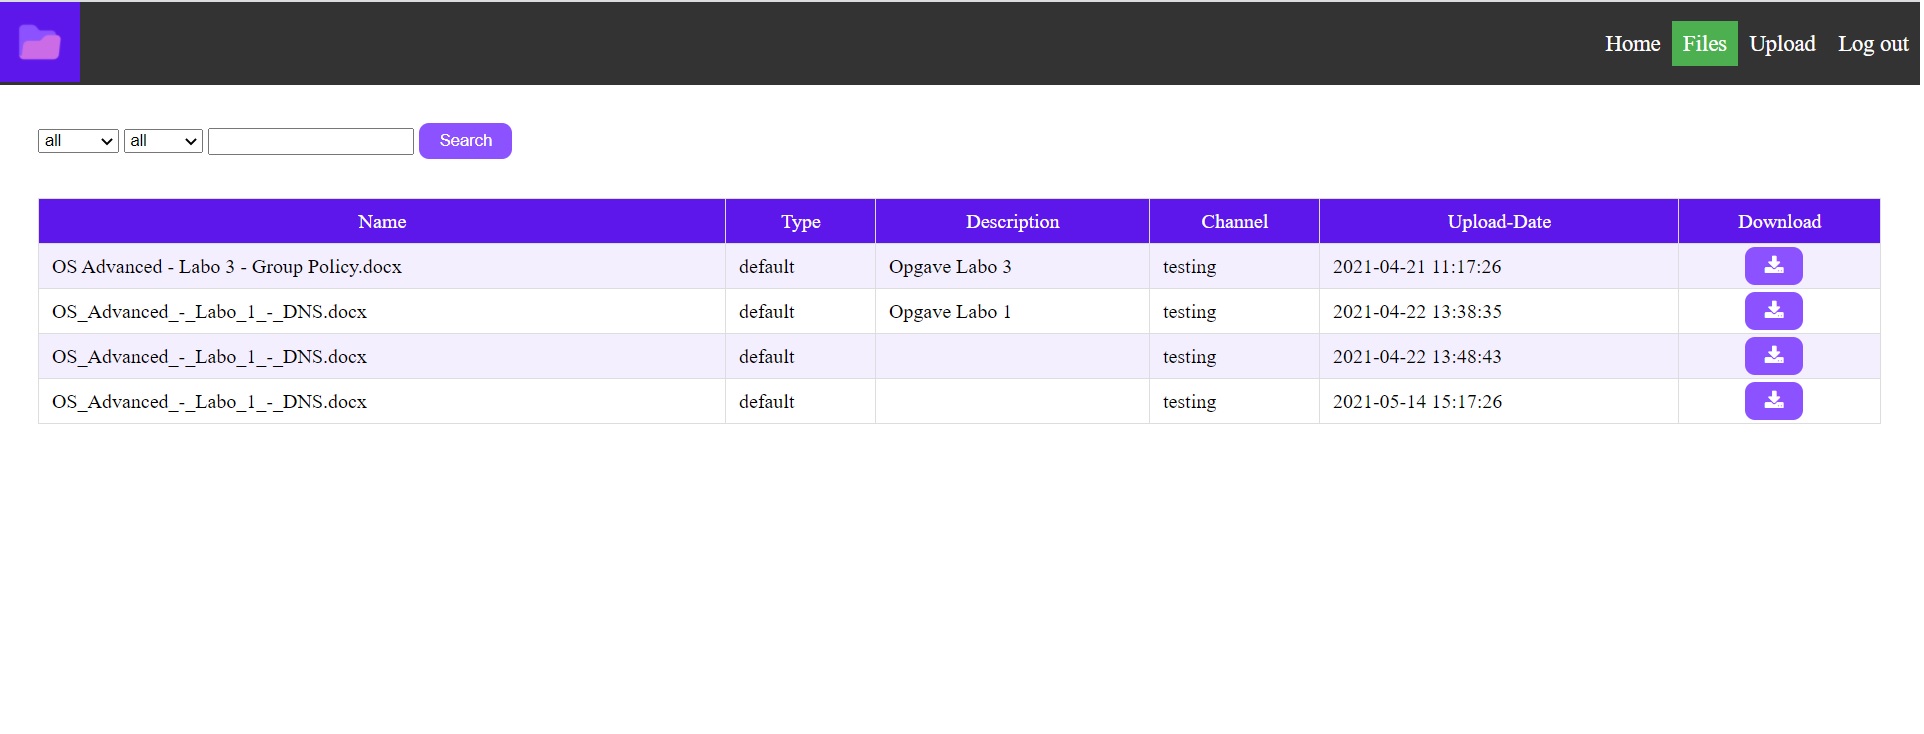 Home Files Upload Log out
all all Search
Name Type Description Channel Upload-Date Download
OS Advanced - Labo 3 - Group Policy.docx default Opgave Labo 3 testing 2021-04-21 11:17:26
OS_Advanced_-_Labo_1_-_DNS.docx default Opgave Labo 1 testing 2021-04-22 13:38:35
OS_Advanced_-_Labo_1_-_DNS.docx default testing 2021-04-22 13:48:43
OS_Advanced_-_Labo_1_-_DNS.docx default testing 2021-05-14 15:17:26